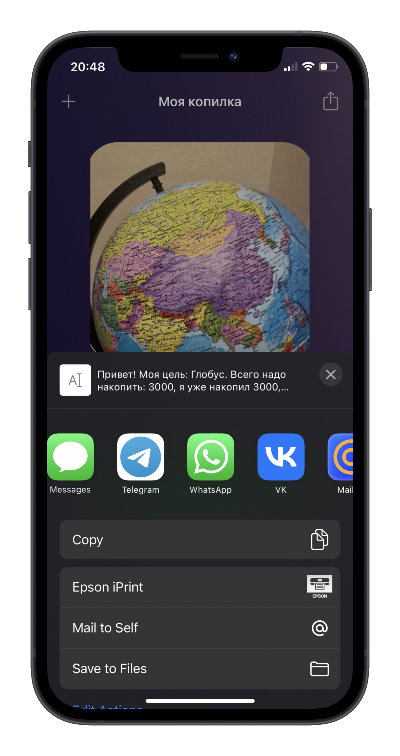 20:48
Моя копилка
Привет! Моя цель: Глобус. Всего надо
накопить: 3000, я уже накопил 3000,...
Messages
Telegram
WhatsApp
VK
Mail
Copy
Epson iPrint
EPSON
Mail to Self
Save to Files
Edit Actions